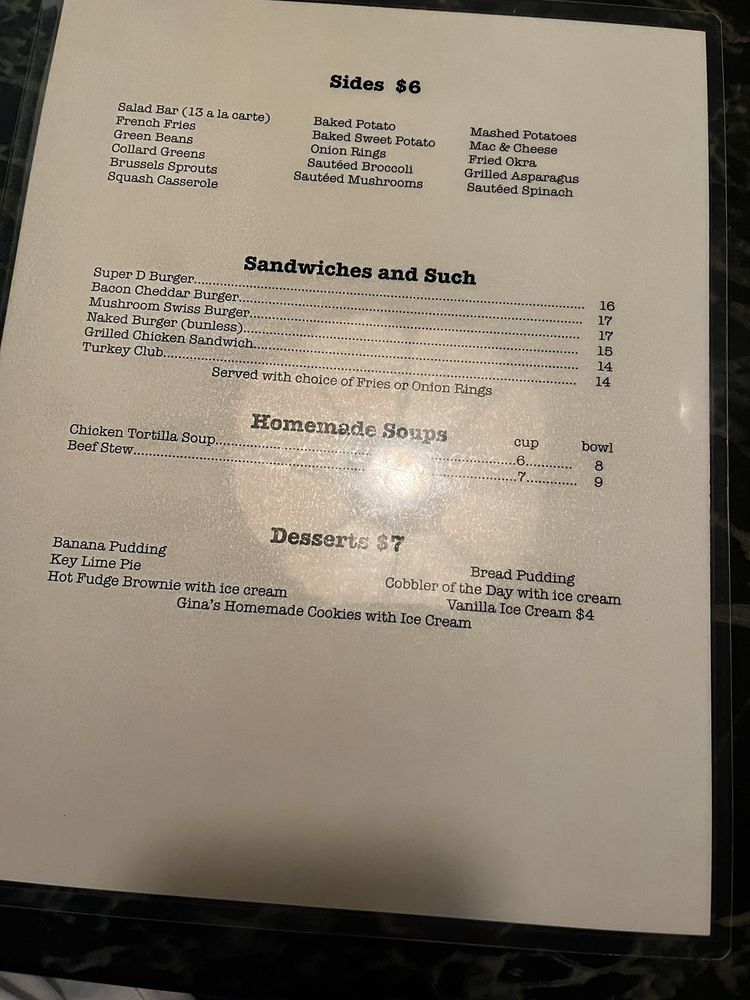 Sides $6
Salad Bar (13 a la carte)
French Fries
Green Beans
Collard Greens
Brussels Sprouts
Squash Casserole
Baked Potato
Baked Sweet Potato
Onion Rings
Sautéed Broccoli
Sautéed Mushrooms
Mashed Potatoes
Mac & Cheese
Fried Okra
Grilled Asparagus
Sautéed Spinach
Sandwiches and Such
Super D Burger 16
Bacon Cheddar Burger 17
Mushroom Swiss Burger 17
Naked Burger (bunless) 15
Grilled Chicken Sandwich 14
Turkey Club 14
Served with choice of Fries or Onion Rings
Homemade Soups cup bowl
Chicken Tortilla Soup 6 8
Beef Stew 7 9
Desserts $7
Banana Pudding
Key Lime Pie
Hot Fudge Brownie with ice cream
Bread Pudding
Cobbler of the Day with ice cream
Vanilla Ice Cream $4
Gina's Homemade Cookies with Ice Cream